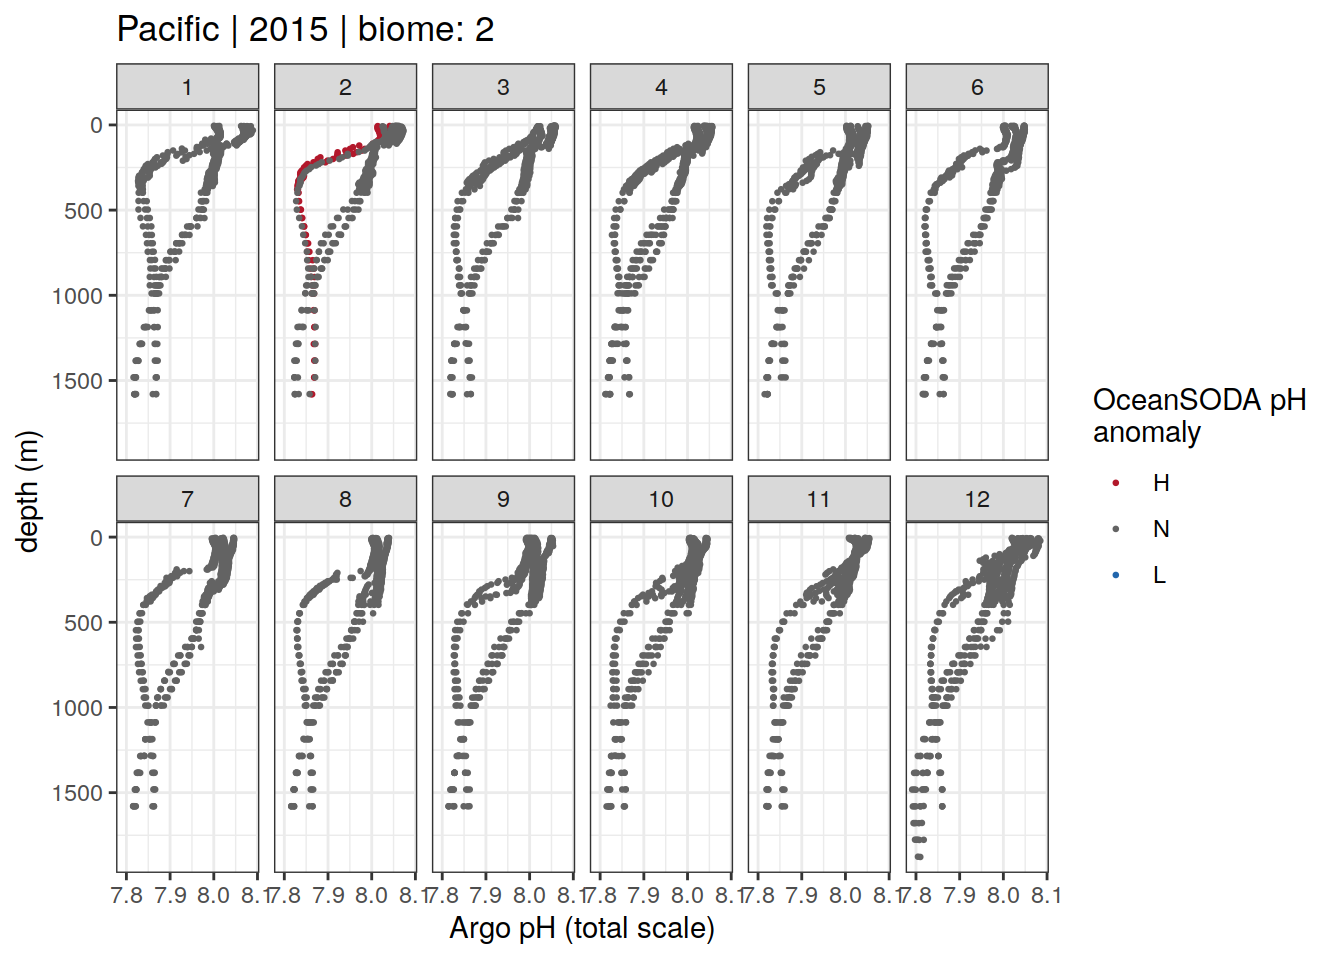 Pacific | 2015 | biome: 2
1 2 3 4 5 6
0
500
1000
1500
7 8 9 10 11 12
0
500
1000
1500
7.8 7.9 8.0 8.1 7.8 7.9 8.0 8.1 7.8 7.9 8.0 8.1 7.8 7.9 8.0 8.1 7.8 7.9 8.0 8.1 7.8 7.9 8.0 8.1
Argo pH (total scale)
depth (m)
OceanSODA pH
anomaly
H
N
L